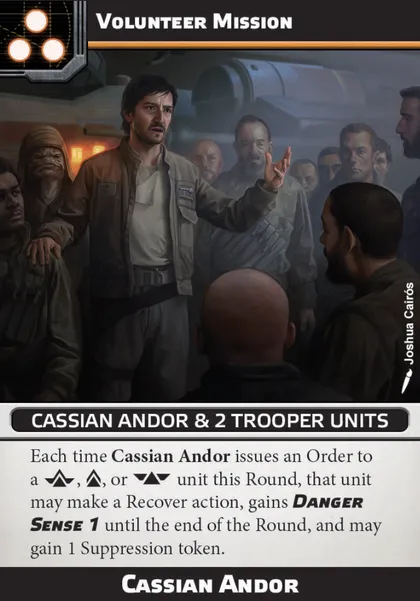 Volunteer Mission
Joshua Cairós
CASSIAN ANDOR & 2 TROOPER UNITS
Each time Cassian Andor issues an Order to
a , , or unit this Round, that unit
may make a Recover action, gains Danger
Sense 1 until the end of the Round, and may
gain 1 Suppression token.
Cassian Andor